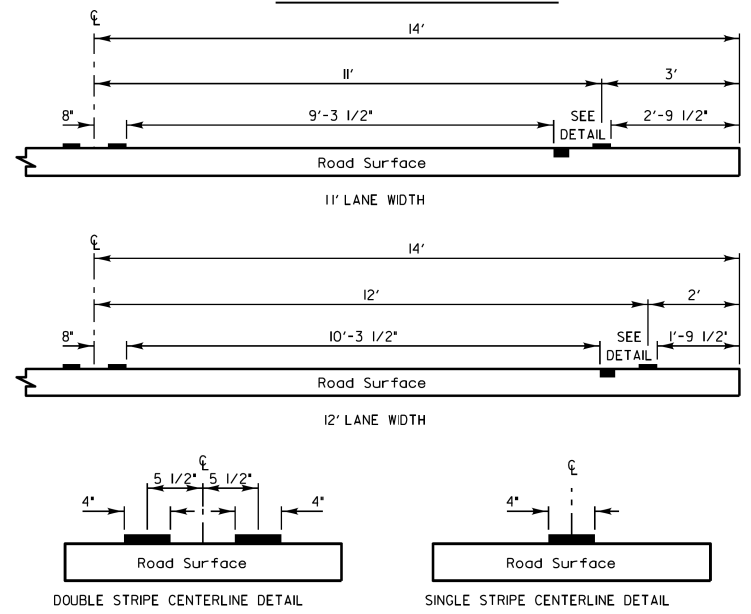 ℄
14'
11'
3'
8"
9'-3 1/2"
SEE
DETAIL
2'-9 1/2"
Road Surface
11' LANE WIDTH
℄
14'
12'
2'
8"
10'-3 1/2"
SEE
DETAIL
1'-9 1/2"
Road Surface
12' LANE WIDTH
℄
5 1/2"
5 1/2"
4"
4"
Road Surface
DOUBLE STRIPE CENTERLINE DETAIL
℄
4"
Road Surface
SINGLE STRIPE CENTERLINE DETAIL